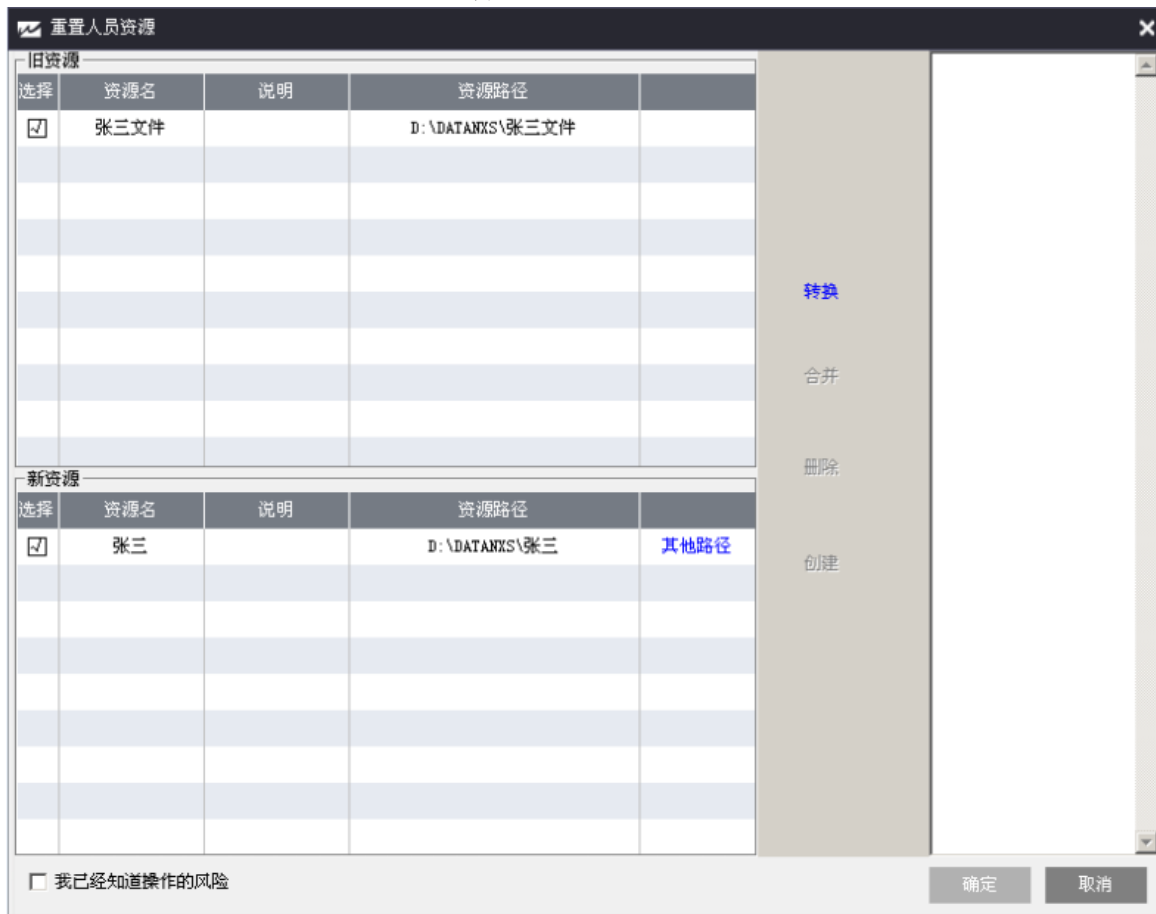 重置人员资源
旧资源
选择 资源名 说明 资源路径
张三文件 D:\DATANXS\张三文件
转换
合并
删除
新资源
选择 资源名 说明 资源路径
张三 D:\DATANXS\张三 其他路径
创建
我已经知道操作的风险 确定 取消